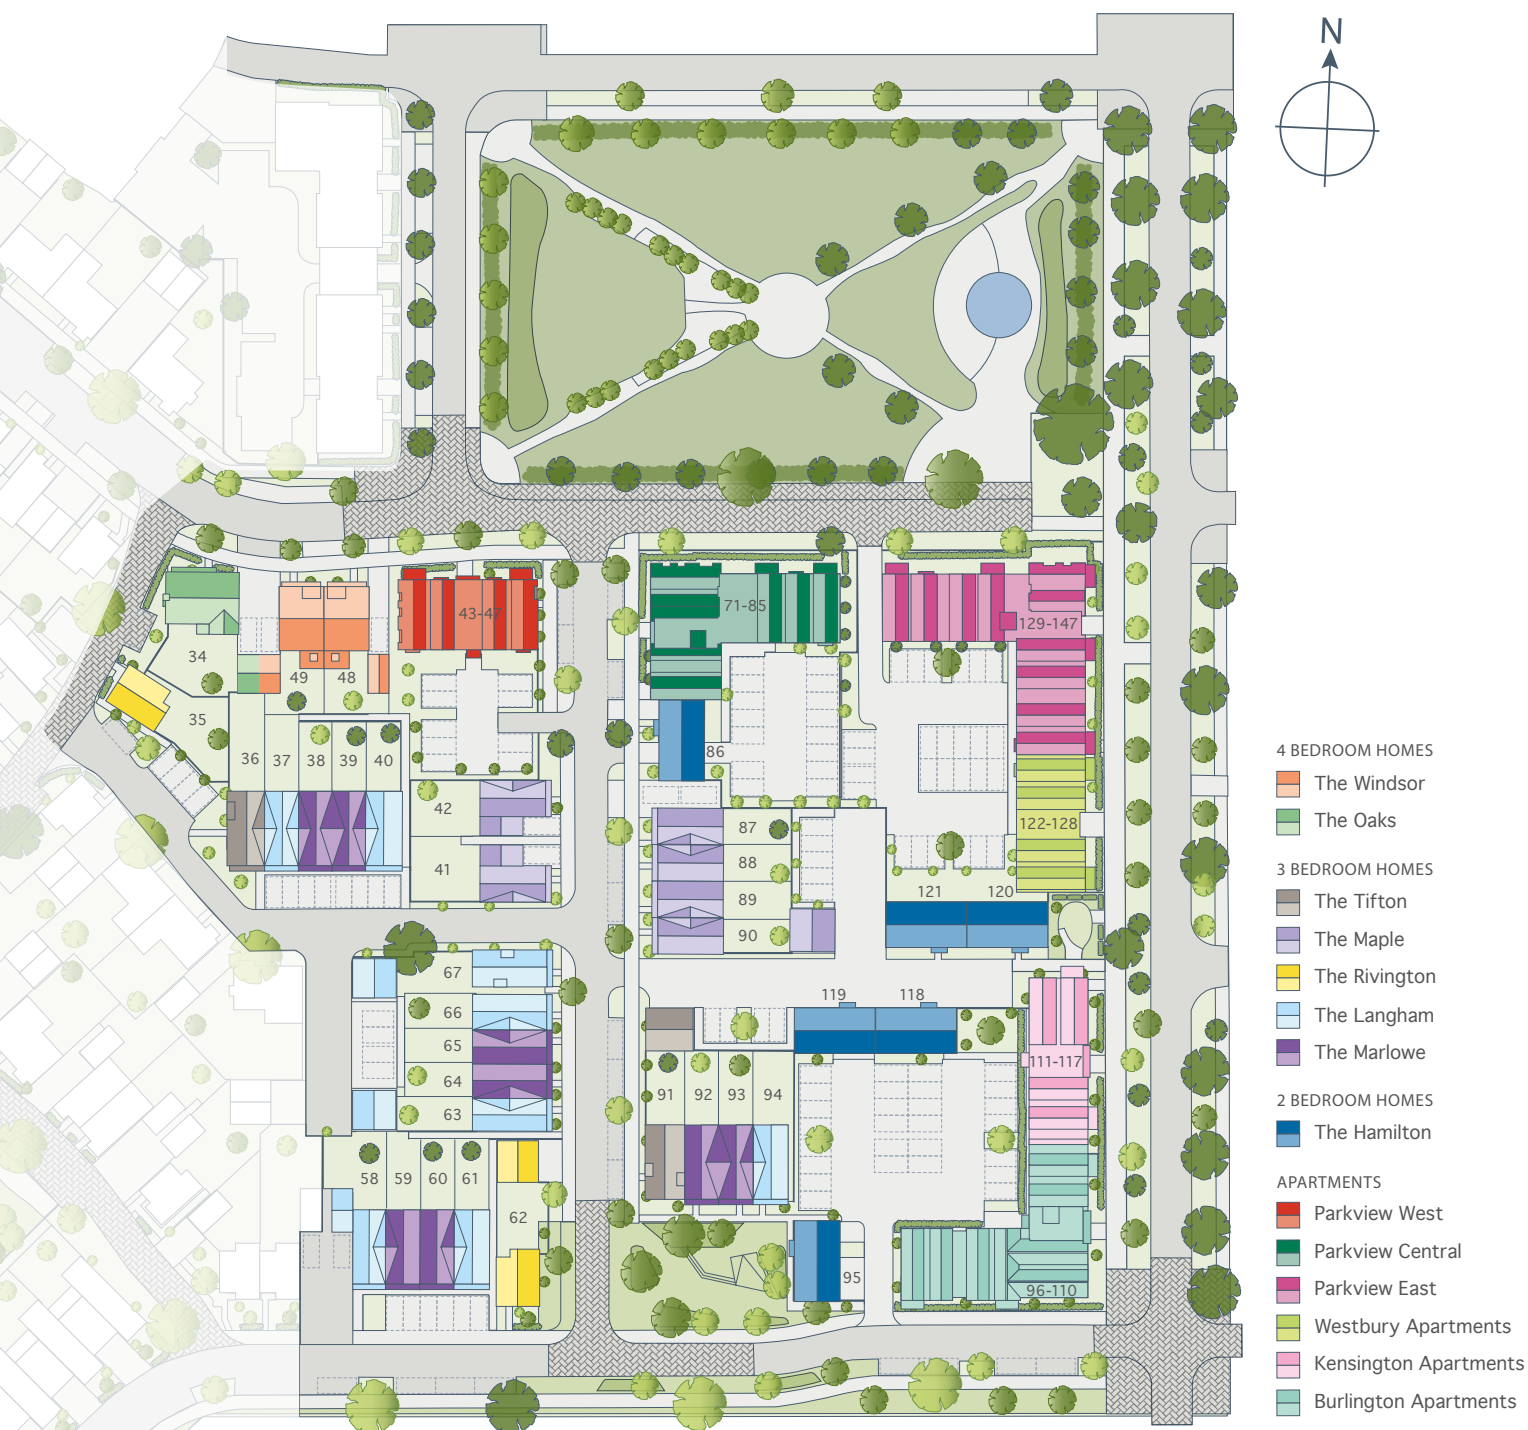 N
43-47
71-85
129-147
34
49
48
35
36
37
38
39
40
86
42
41
87
88
89
90
122-128
121
120
67
66
65
64
63
119
118
111-117
91
92
93
94
58
59
60
61
62
95
96-110
4 BEDROOM HOMES
The Windsor
The Oaks
3 BEDROOM HOMES
The Tifton
The Maple
The Rivington
The Langham
The Marlowe
2 BEDROOM HOMES
The Hamilton
APARTMENTS
Parkview West
Parkview Central
Parkview East
Westbury Apartments
Kensington Apartments
Burlington Apartments